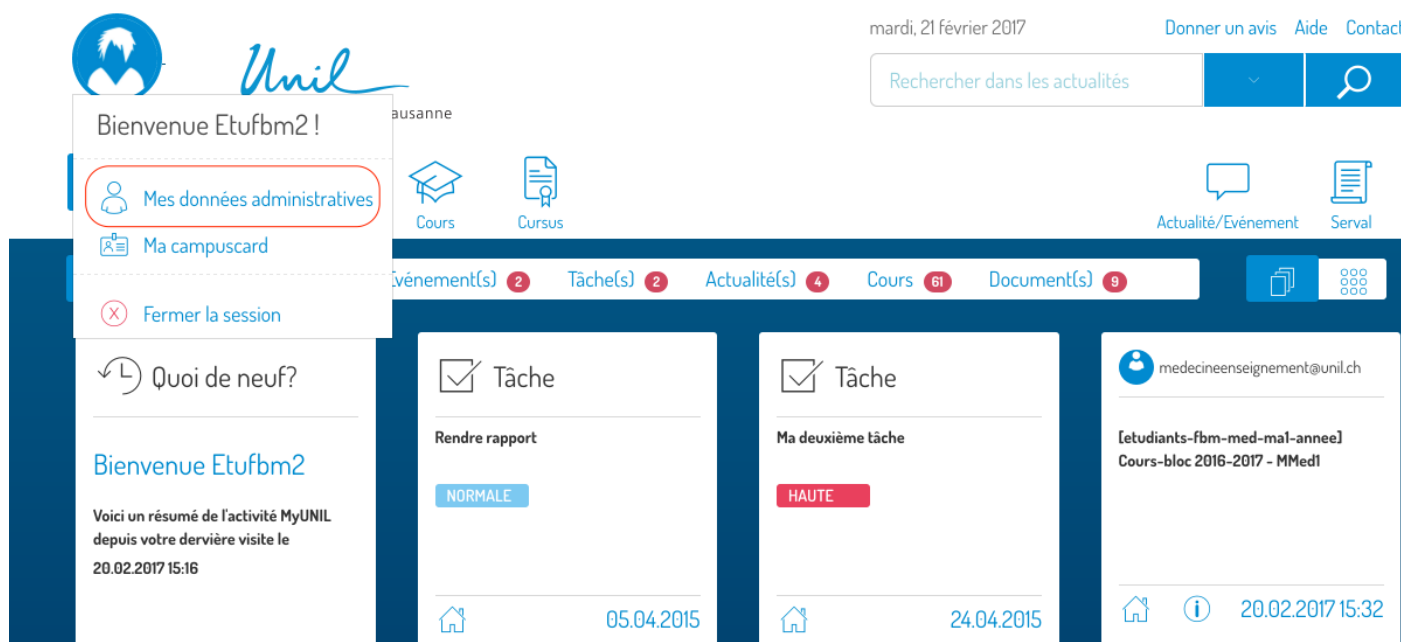 mardi, 21 février 2017
Donner un avis Aide Contact
Unil
Rechercher dans les actualités
ausanne
Bienvenue Etufbm2 !
Mes données administratives
Ma campuscard
Fermer la session
Cours
Cursus
Actualité/Evénement
Serval
Evénement(s) 2
Tâche(s) 2
Actualité(s) 4
Cours 61
Document(s) 9
Quoi de neuf?
Bienvenue Etufbm2
Voici un résumé de l'activité MyUNIL
depuis votre dervière visite le
20.02.2017 15:16
Tâche
Rendre rapport
NORMALE
05.04.2015
Tâche
Ma deuxième tâche
HAUTE
24.04.2015
medecineenseignement@unil.ch
[etudiants-fbm-med-ma1-annee]
Cours-bloc 2016-2017 - MMed1
20.02.2017 15:32